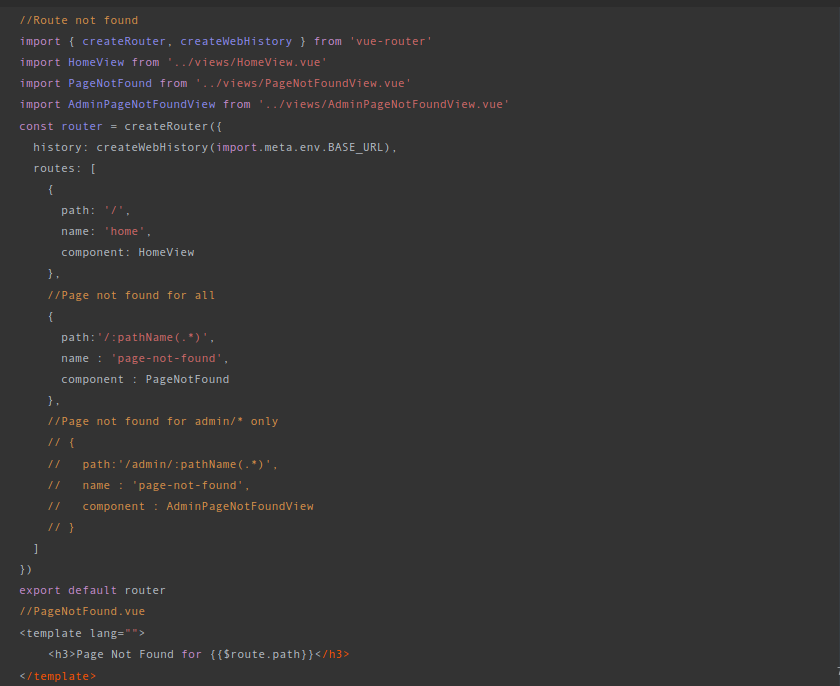 //Route not found
import { createRouter, createWebHistory } from 'vue-router'
import HomeView from '../views/HomeView.vue'
import PageNotFound from '../views/PageNotFoundView.vue'
import AdminPageNotFoundView from '../views/AdminPageNotFoundView.vue'
const router = createRouter({
  history: createWebHistory(import.meta.env.BASE_URL),
  routes: [
    {
      path: '/',
      name: 'home',
      component: HomeView
    },
    //Page not found for all
    {
      path:'/:pathName(.*)',
      name : 'page-not-found',
      component : PageNotFound
    },
    //Page not found for admin/* only
    // {
    //   path:'/admin/:pathName(.*)',
    //   name : 'page-not-found',
    //   component : AdminPageNotFoundView
    // }
  ]
})
export default router
//PageNotFound.vue
<template lang="">
    <h3>Page Not Found for {{$route.path}}</h3>
</template>